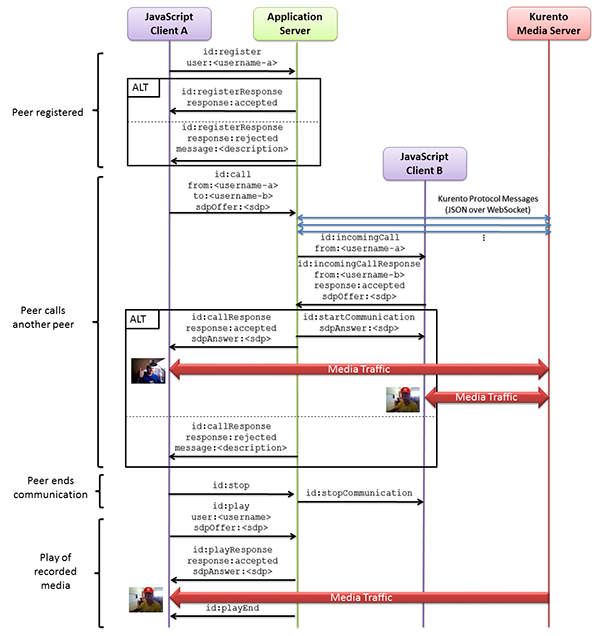 JavaScript
Client A
Application
Server
Kurento
Media Server
id:register
user:<username-a>
ALT
id:registerResponse
response:accepted
Peer registered
id:registerResponse
response:rejected
message:<description>
JavaScript
Client B
id:call
from:<username-a>
to:<username-b>
sdpOffer:<sdp>
Kurento Protocol Messages
(JSON over WebSocket)
...
id:incomingCall
from:<username-a>
id:incomingCallResponse
from:<username-b>
response:accepted
sdpOffer:<sdp>
Peer calls
another peer
ALT
id:callResponse
response:accepted
sdpAnswer:<sdp>
id:startCommunication
sdpAnswer:<sdp>
Media Traffic
Media Traffic
id:callResponse
response:rejected
message:<description>
Peer ends
communication
id:stop
id:stopCommunication
id:play
user:<username>
sdpOffer:<sdp>
Play of
recorded
media
id:playResponse
response:accepted
sdpAnswer:<sdp>
Media Traffic
id:playEnd